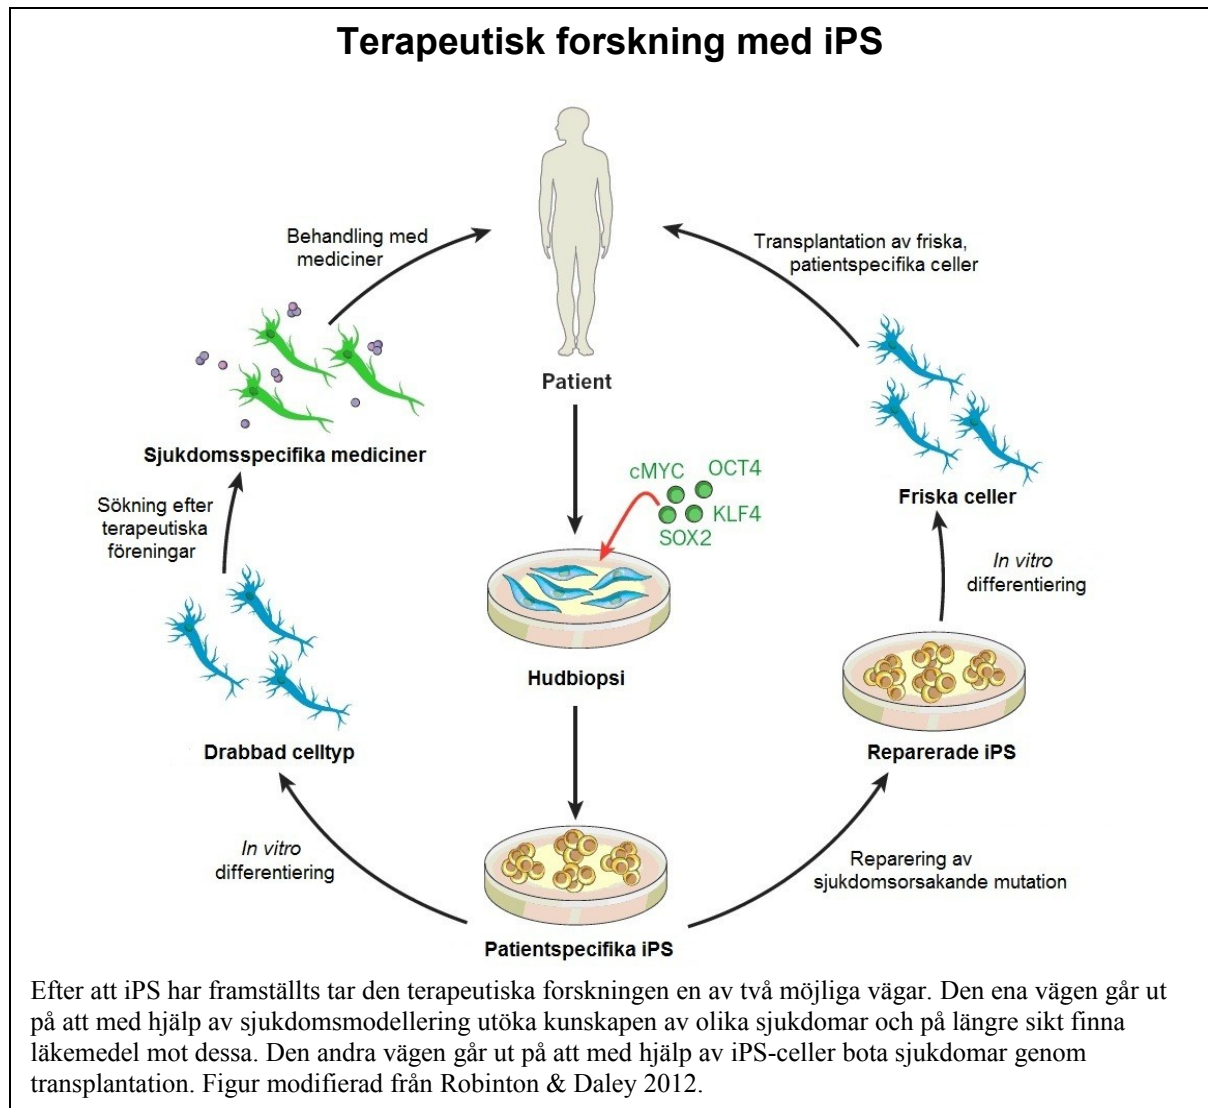 Terapeutisk forskning med iPS
Behandling med
mediciner
Transplantation av friska,
patientspecifika celler
Patient
Sjukdomsspecifika mediciner
cMYC
OCT4
KLF4
SOX2
Friska celler
Sökning efter
terapeutiska
föreningar
In vitro
differentiering
Hudbiopsi
Drabbad celltyp
Reparerade iPS
In vitro
differentiering
Reparering av
sjukdomsorsakande mutation
Patientspecifika iPS
Efter att iPS har framställts tar den terapeutiska forskningen en av två möjliga vägar. Den ena vägen går ut
på att med hjälp av sjukdomsmodellering utöka kunskapen av olika sjukdomar och på längre sikt finna
läkemedel mot dessa. Den andra vägen går ut på att med hjälp av iPS-celler bota sjukdomar genom
transplantation. Figur modifierad från Robinton & Daley 2012.